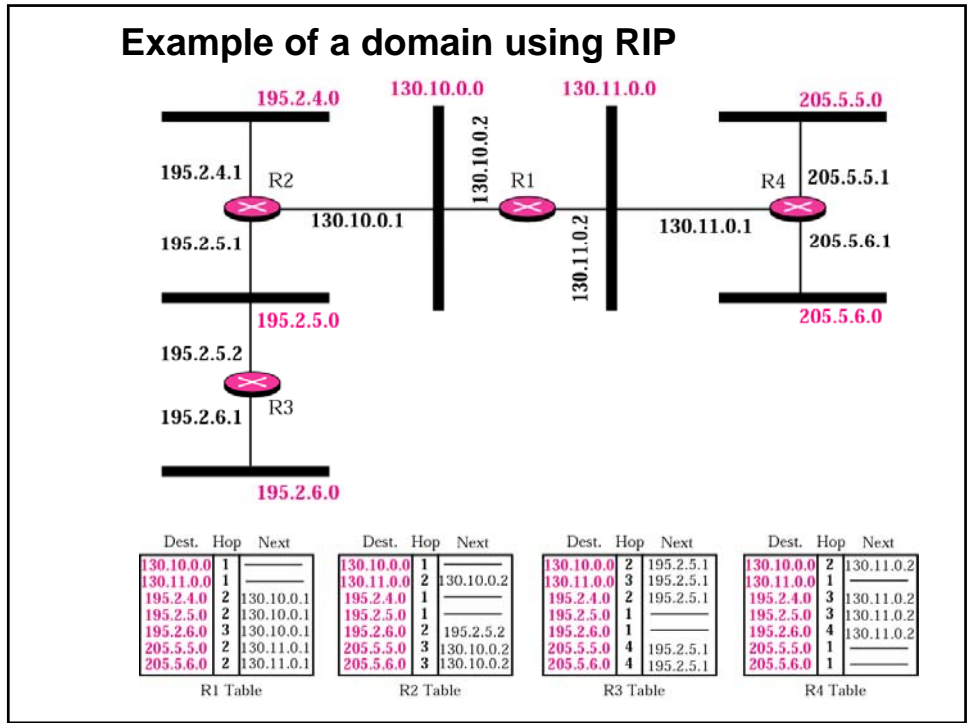 Example of a domain using RIP
195.2.4.0
130.10.0.0
130.11.0.0
205.5.5.0
195.2.4.1
R2
130.10.0.1
195.2.5.1
195.2.5.0
130.10.0.2
R1
130.11.0.2
130.11.0.1
R4
205.5.5.1
205.5.6.1
205.5.6.0
195.2.5.2
R3
195.2.6.1
195.2.6.0
Dest. Hop Next
130.10.0.0 1
130.11.0.0 1
195.2.4.0 2 130.10.0.1
195.2.5.0 2 130.10.0.1
195.2.6.0 3 130.10.0.1
205.5.5.0 2 130.11.0.1
205.5.6.0 2 130.11.0.1
R1 Table
Dest. Hop Next
130.10.0.0 1
130.11.0.0 2 130.10.0.2
195.2.4.0 1
195.2.5.0 1
195.2.6.0 2 195.2.5.2
205.5.5.0 3 130.10.0.2
205.5.6.0 3 130.10.0.2
R2 Table
Dest. Hop Next
130.10.0.0 2 195.2.5.1
130.11.0.0 3 195.2.5.1
195.2.4.0 2 195.2.5.1
195.2.5.0 1
195.2.6.0 1
205.5.5.0 4 195.2.5.1
205.5.6.0 4 195.2.5.1
R3 Table
Dest. Hop Next
130.10.0.0 2 130.11.0.2
130.11.0.0 1
195.2.4.0 3 130.11.0.2
195.2.5.0 3 130.11.0.2
195.2.6.0 4 130.11.0.2
205.5.5.0 1
205.5.6.0 1
R4 Table